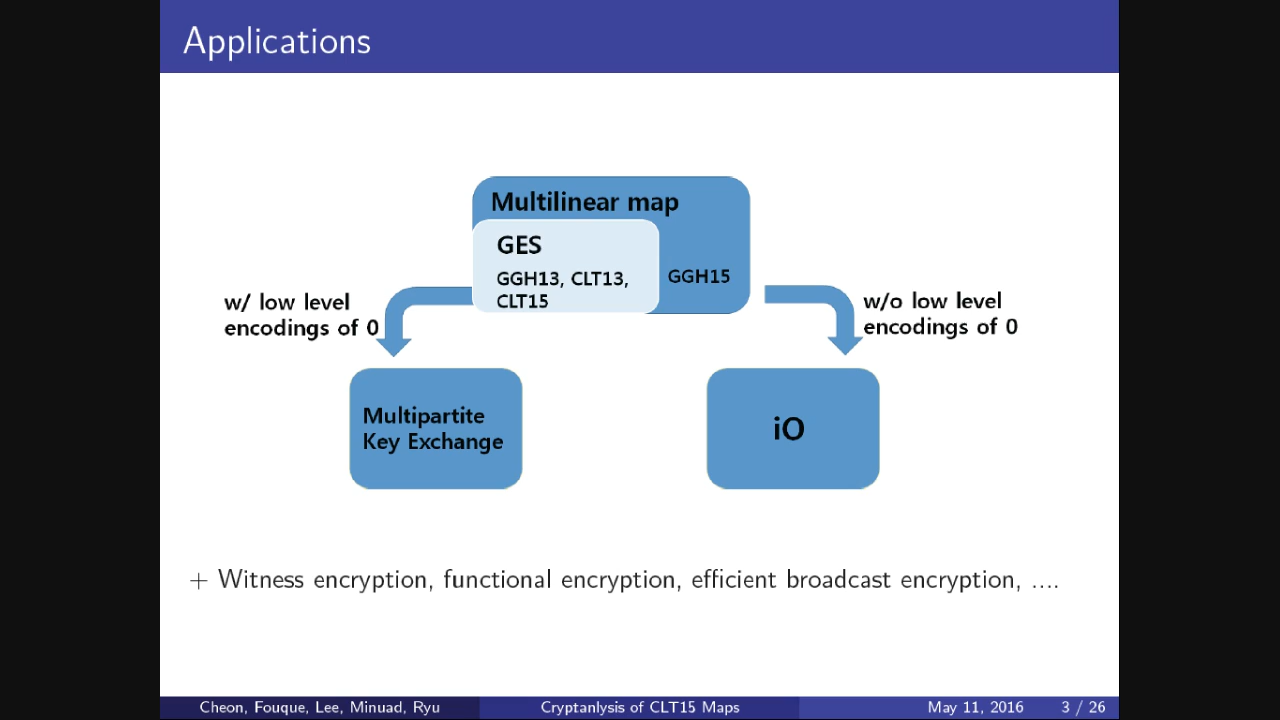 Applications
Multilinear map
GES
GGH13, CLT13,
CLT15
GGH15
w/ low level
encodings of 0
w/o low level
encodings of 0
Multipartite
Key Exchange
iO
+ Witness encryption, functional encryption, efficient broadcast encryption, ....
Cheon, Fouque, Lee, Minuad, Ryu
Cryptanlysis of CLT15 Maps
May 11, 2016
3 / 26